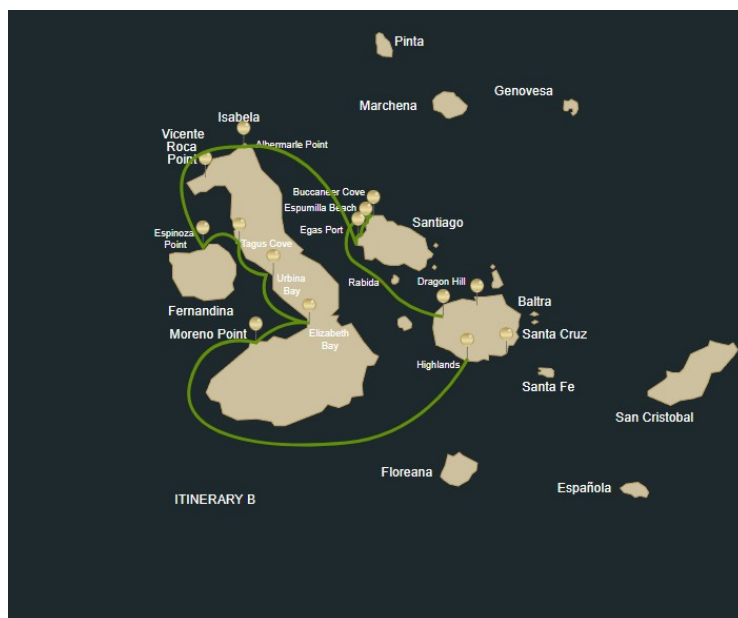 Pinta
Genovesa
Marchena
Isabela
Albermarle Point
Vicente
Roca
Point
Buccaneer Cove
Espumilla Beach
Egas Port
Santiago
Espinoza
Point
Tagus Cove
Urbina
Bay
Rabida
Dragon Hill
Baltra
Fernandina
Moreno Point
Elizabeth
Bay
Santa Cruz
Highlands
Santa Fe
San Cristobal
Floreana
Española
ITINERARY B